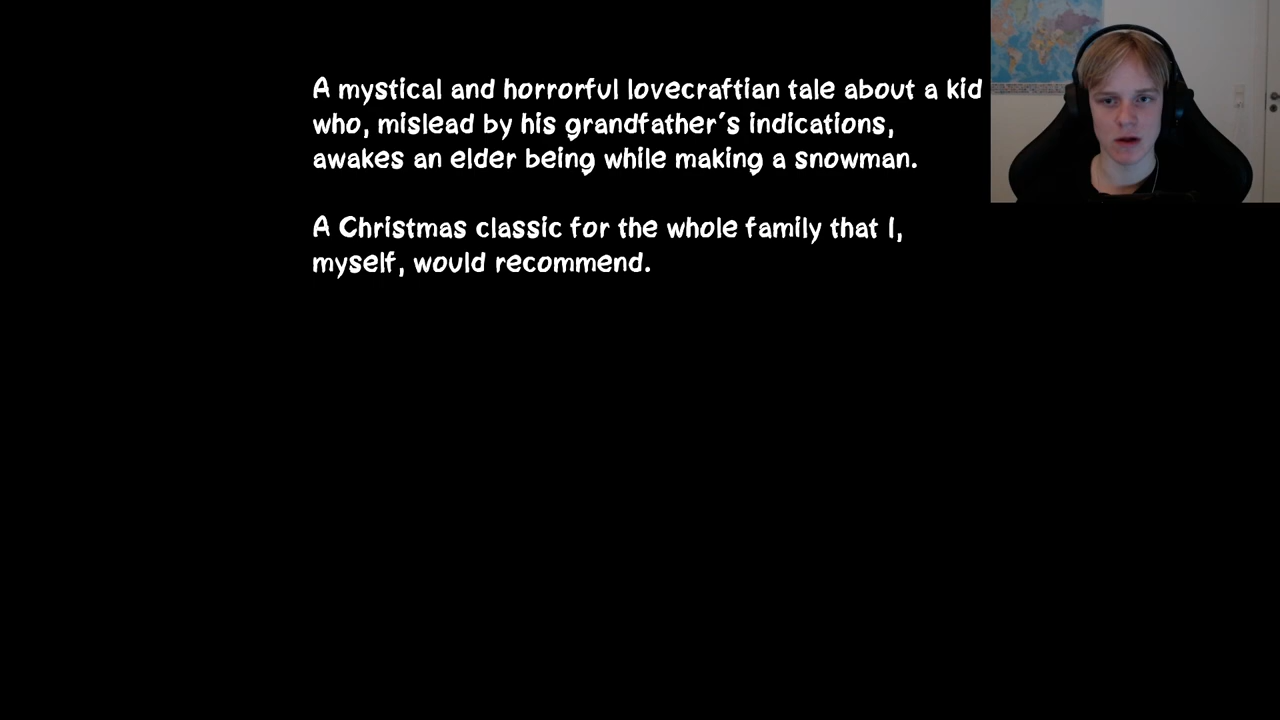 A mystical and horrorful lovecraftian tale about a kid
who, mislead by his grandfather's indications,
awakes an elder being while making a snowman.
A Christmas classic for the whole family that I,
myself, would recommend.